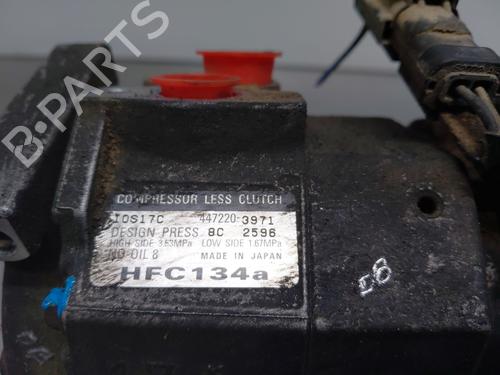 B-PARTS
COMPRESSOR LESS CLUTCH
10S17C 447220-3971
DESIGN PRESS. 8C 2596
HIGH SIDE 3.63MPa LOW SIDE 1.67MPa
ND-OIL 8 MADE IN JAPAN
HFC134a